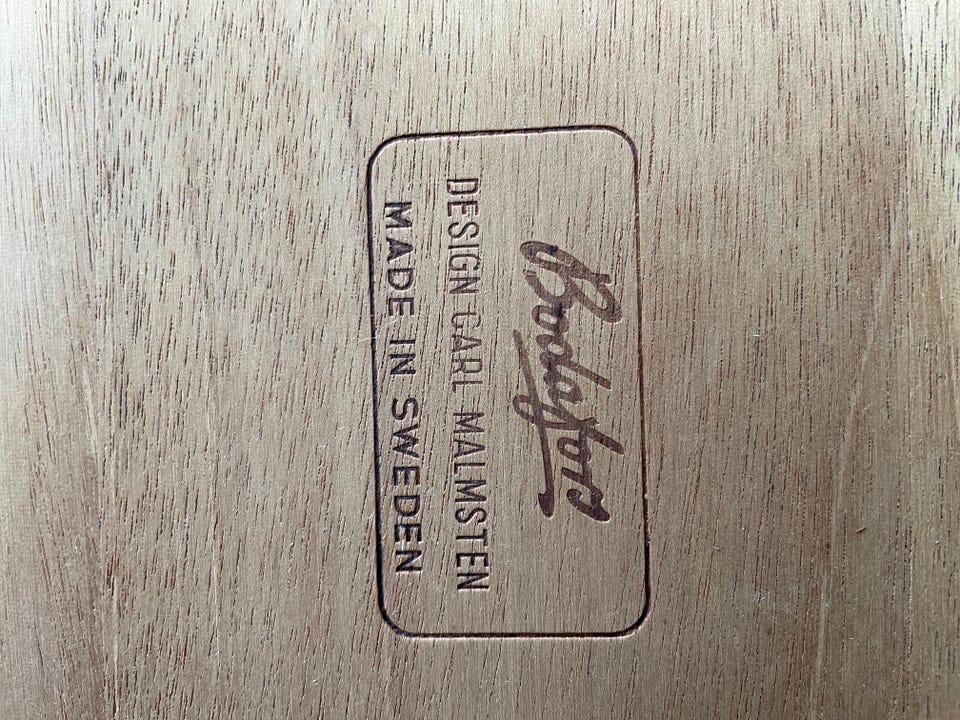 Bodafors
DESIGN CARL MALMSTEN
MADE IN SWEDEN